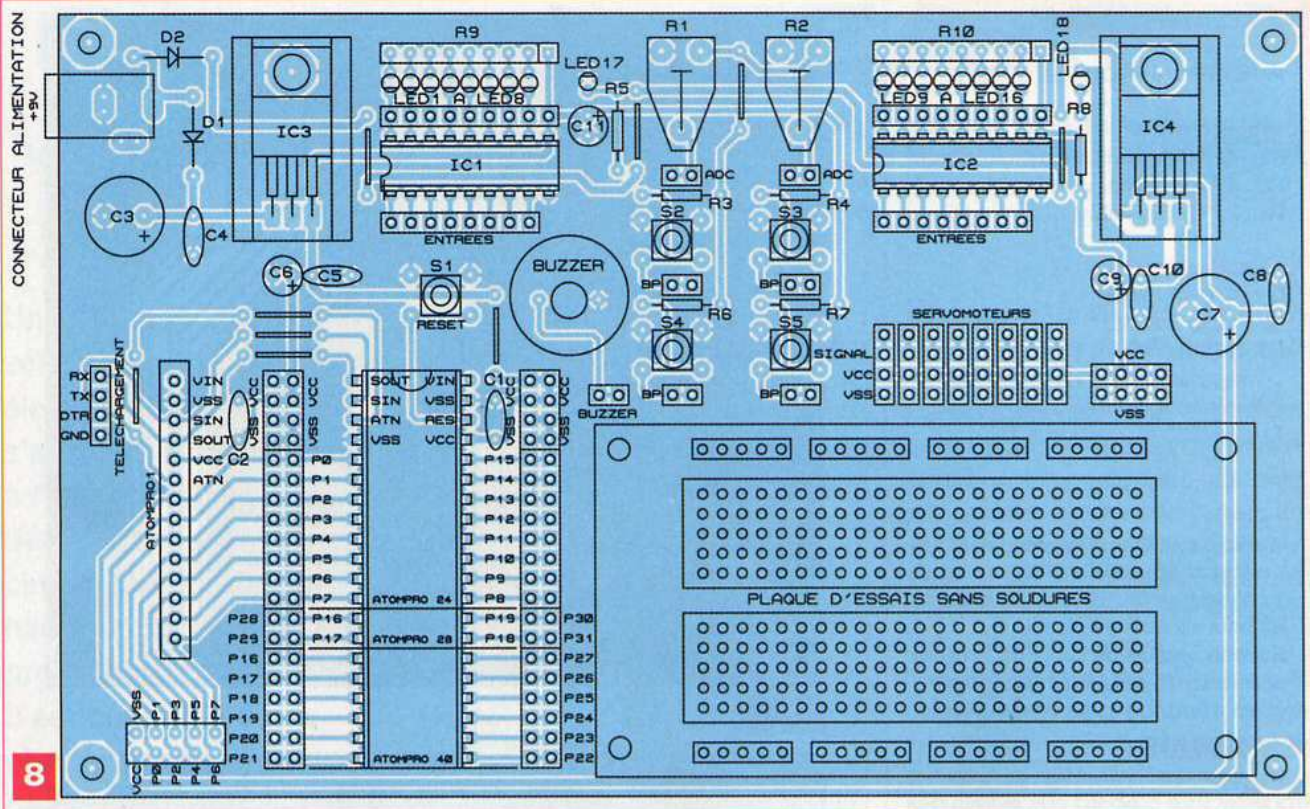 CONNECTEUR ALIMENTATION
+9V
D2
D1
IC3
R9
LED1 A LED8
IC1
ENTREES
LED17
R5
C11
+
R1
R2
ADC
ADC
R3
R4
S2
S3
BP
BP
R6
R7
S4
S5
BP
BP
R10
LED9 A LED16
IC2
ENTREES
LED18
R8
IC4
C3
+
C4
C6
+
C5
S1
RESET
BUZZER
BUZZER
C9
+
C10
C7
+
C8
SERVOMOTEURS
SIGNAL
VCC
VSS
VCC
VSS
RX
TX
DTR
GND
TELECHARGEMENT
ATOMPRO1
VIN
VSS
SIN
SOUT
VCC
ATN
C2
VCC
VCC
VSS
VSS
SOUT VIN
SIN VSS
ATN RES
VSS VCC
C1
VCC
VCC
VSS
VSS
P0 P15
P1 P14
P2 P13
P3 P12
P4 P11
P5 P10
P6 P9
P7 ATOMPRO 24 P8
P28 P16 P19 P30
P29 P17 ATOMPRO 28 P18 P31
P16 P27
P17 P26
P18 P25
P19 P24
P20 P23
P21 ATOMPRO 40 P22
VSS
P1
P3
P5
P7
VCC
P0
P2
P4
P6
PLAQUE D'ESSAIS SANS SOUDURES
8